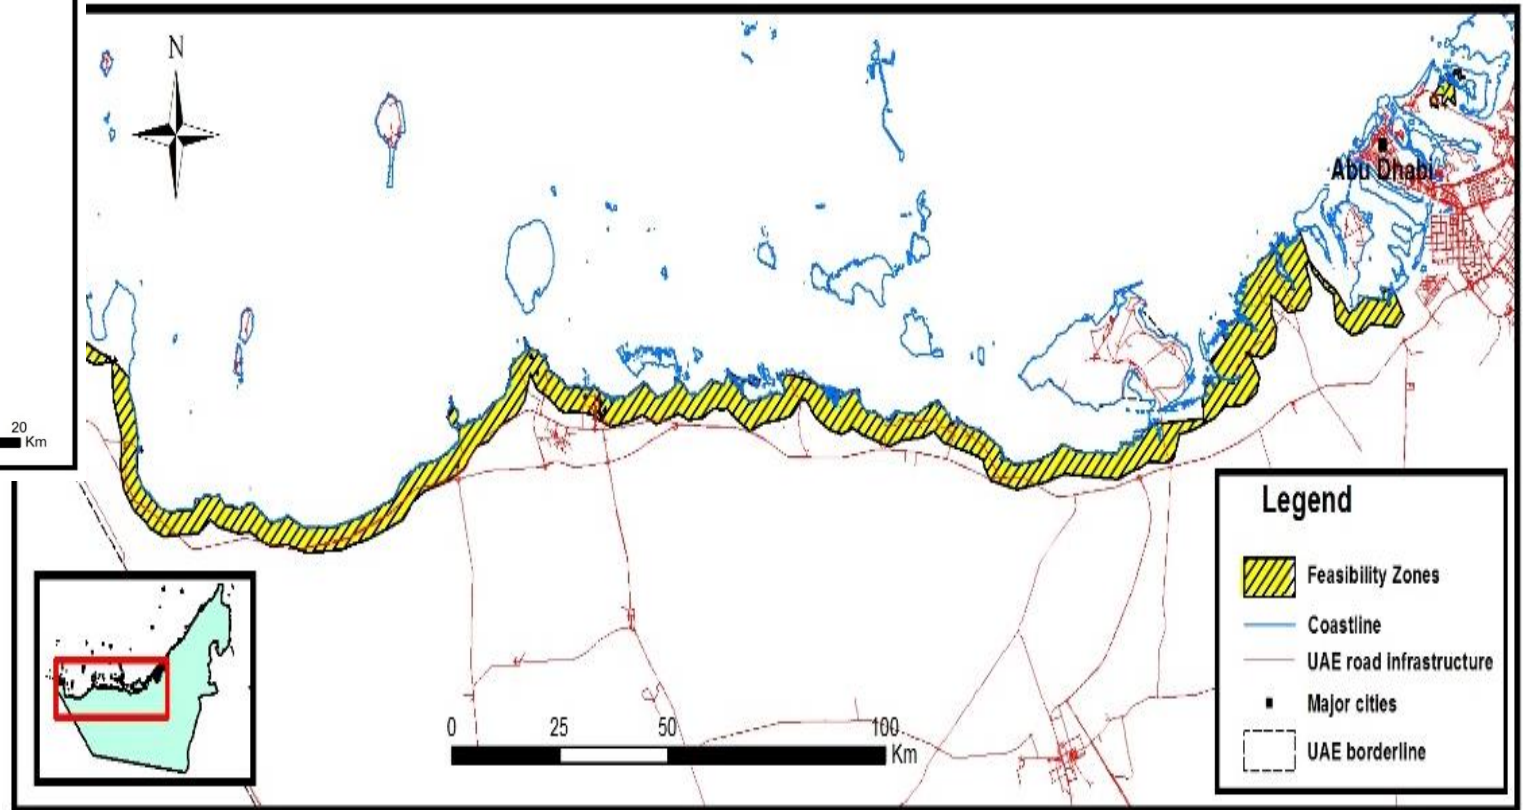 N
Abu Dhabi
20
Km
0 25 50 100
Km
Legend
Feasibility Zones
Coastline
UAE road infrastructure
Major cities
UAE borderline